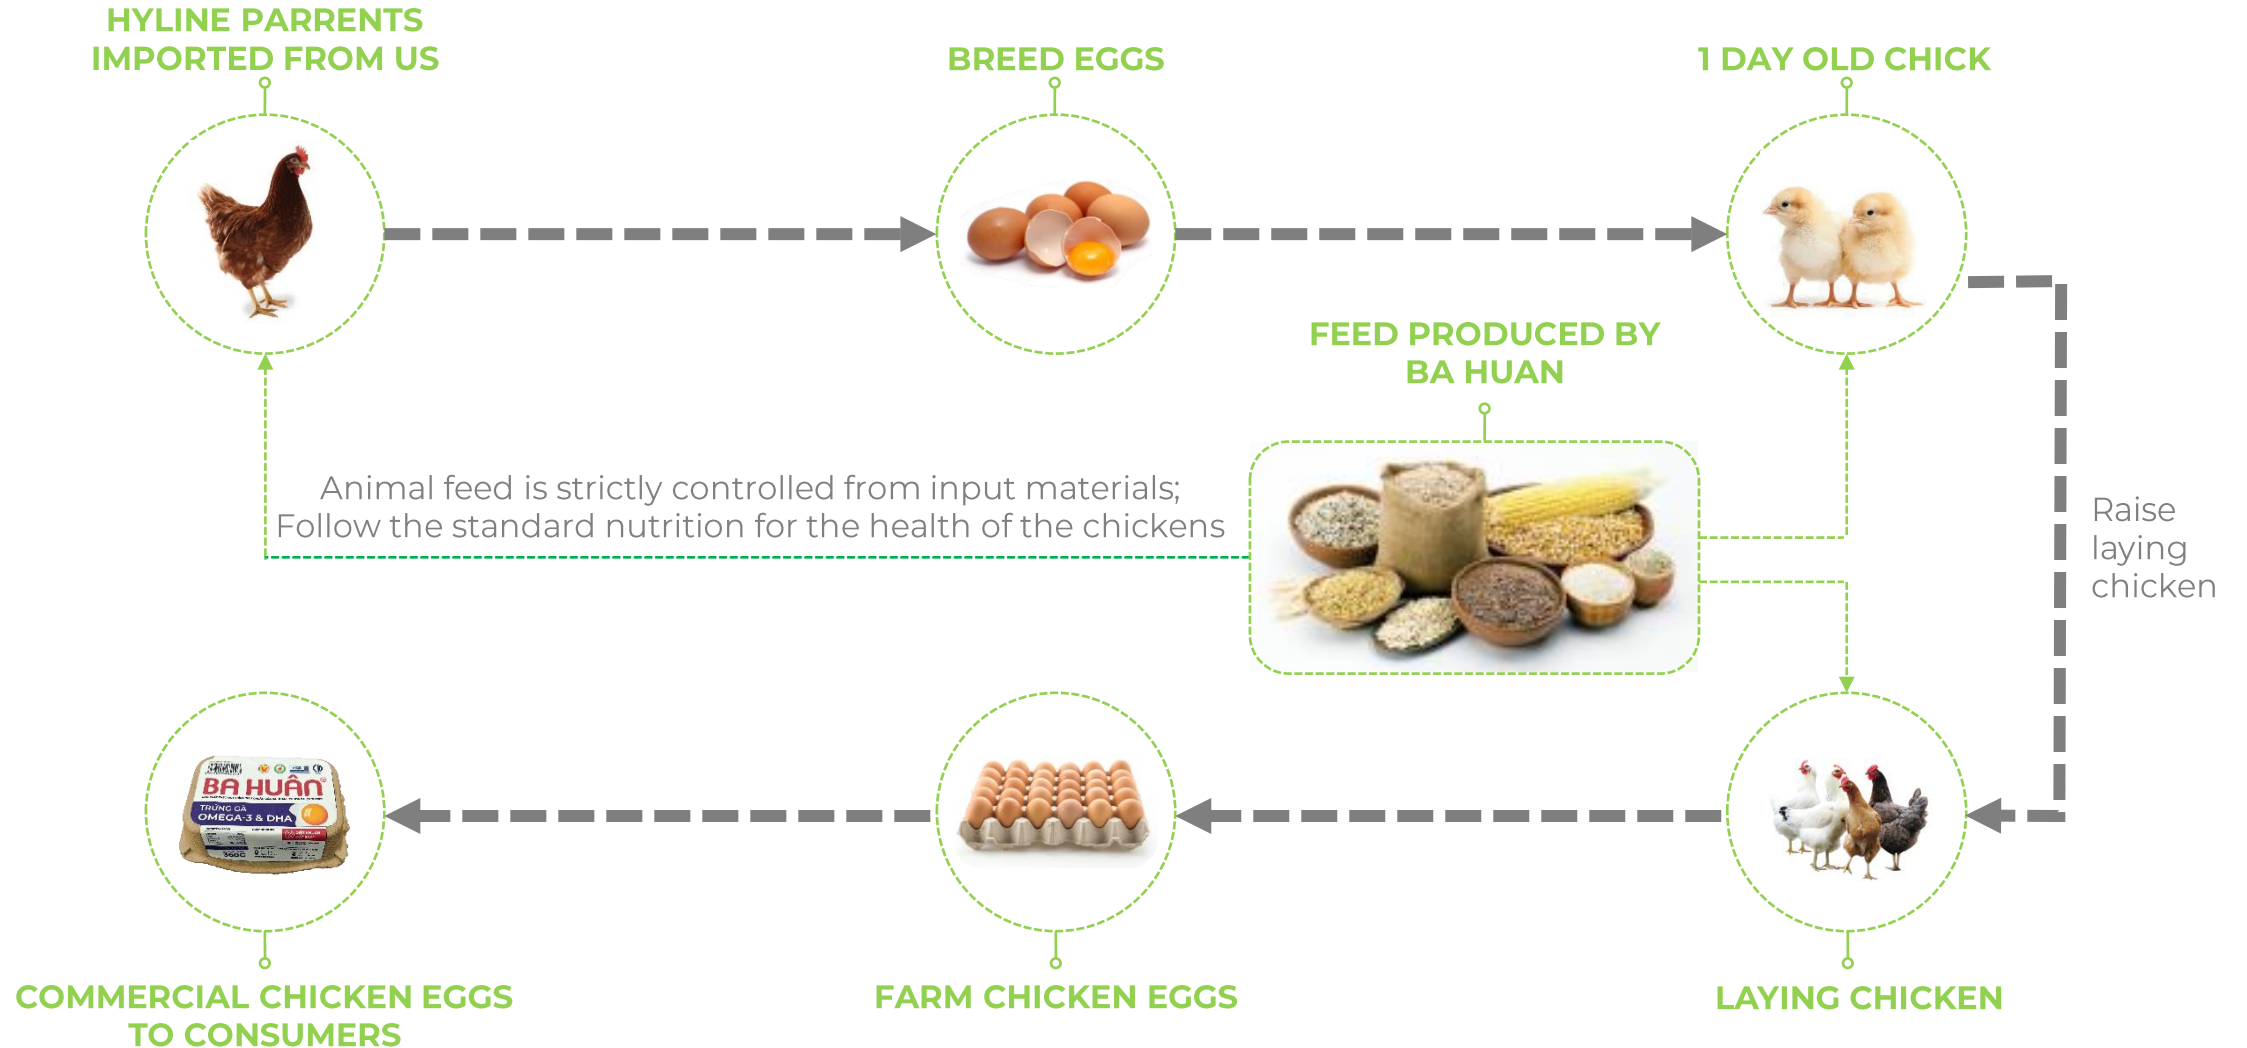 HYLINE PARRENTS
IMPORTED FROM US
BREED EGGS
1 DAY OLD CHICK
FEED PRODUCED BY
BA HUAN
Animal feed is strictly controlled from input materials;
Follow the standard nutrition for the health of the chickens
Raise
laying
chicken
BA HUÂN
TRỨNG GÀ
OMEGA-3 & DHA
COMMERCIAL CHICKEN EGGS
TO CONSUMERS
FARM CHICKEN EGGS
LAYING CHICKEN